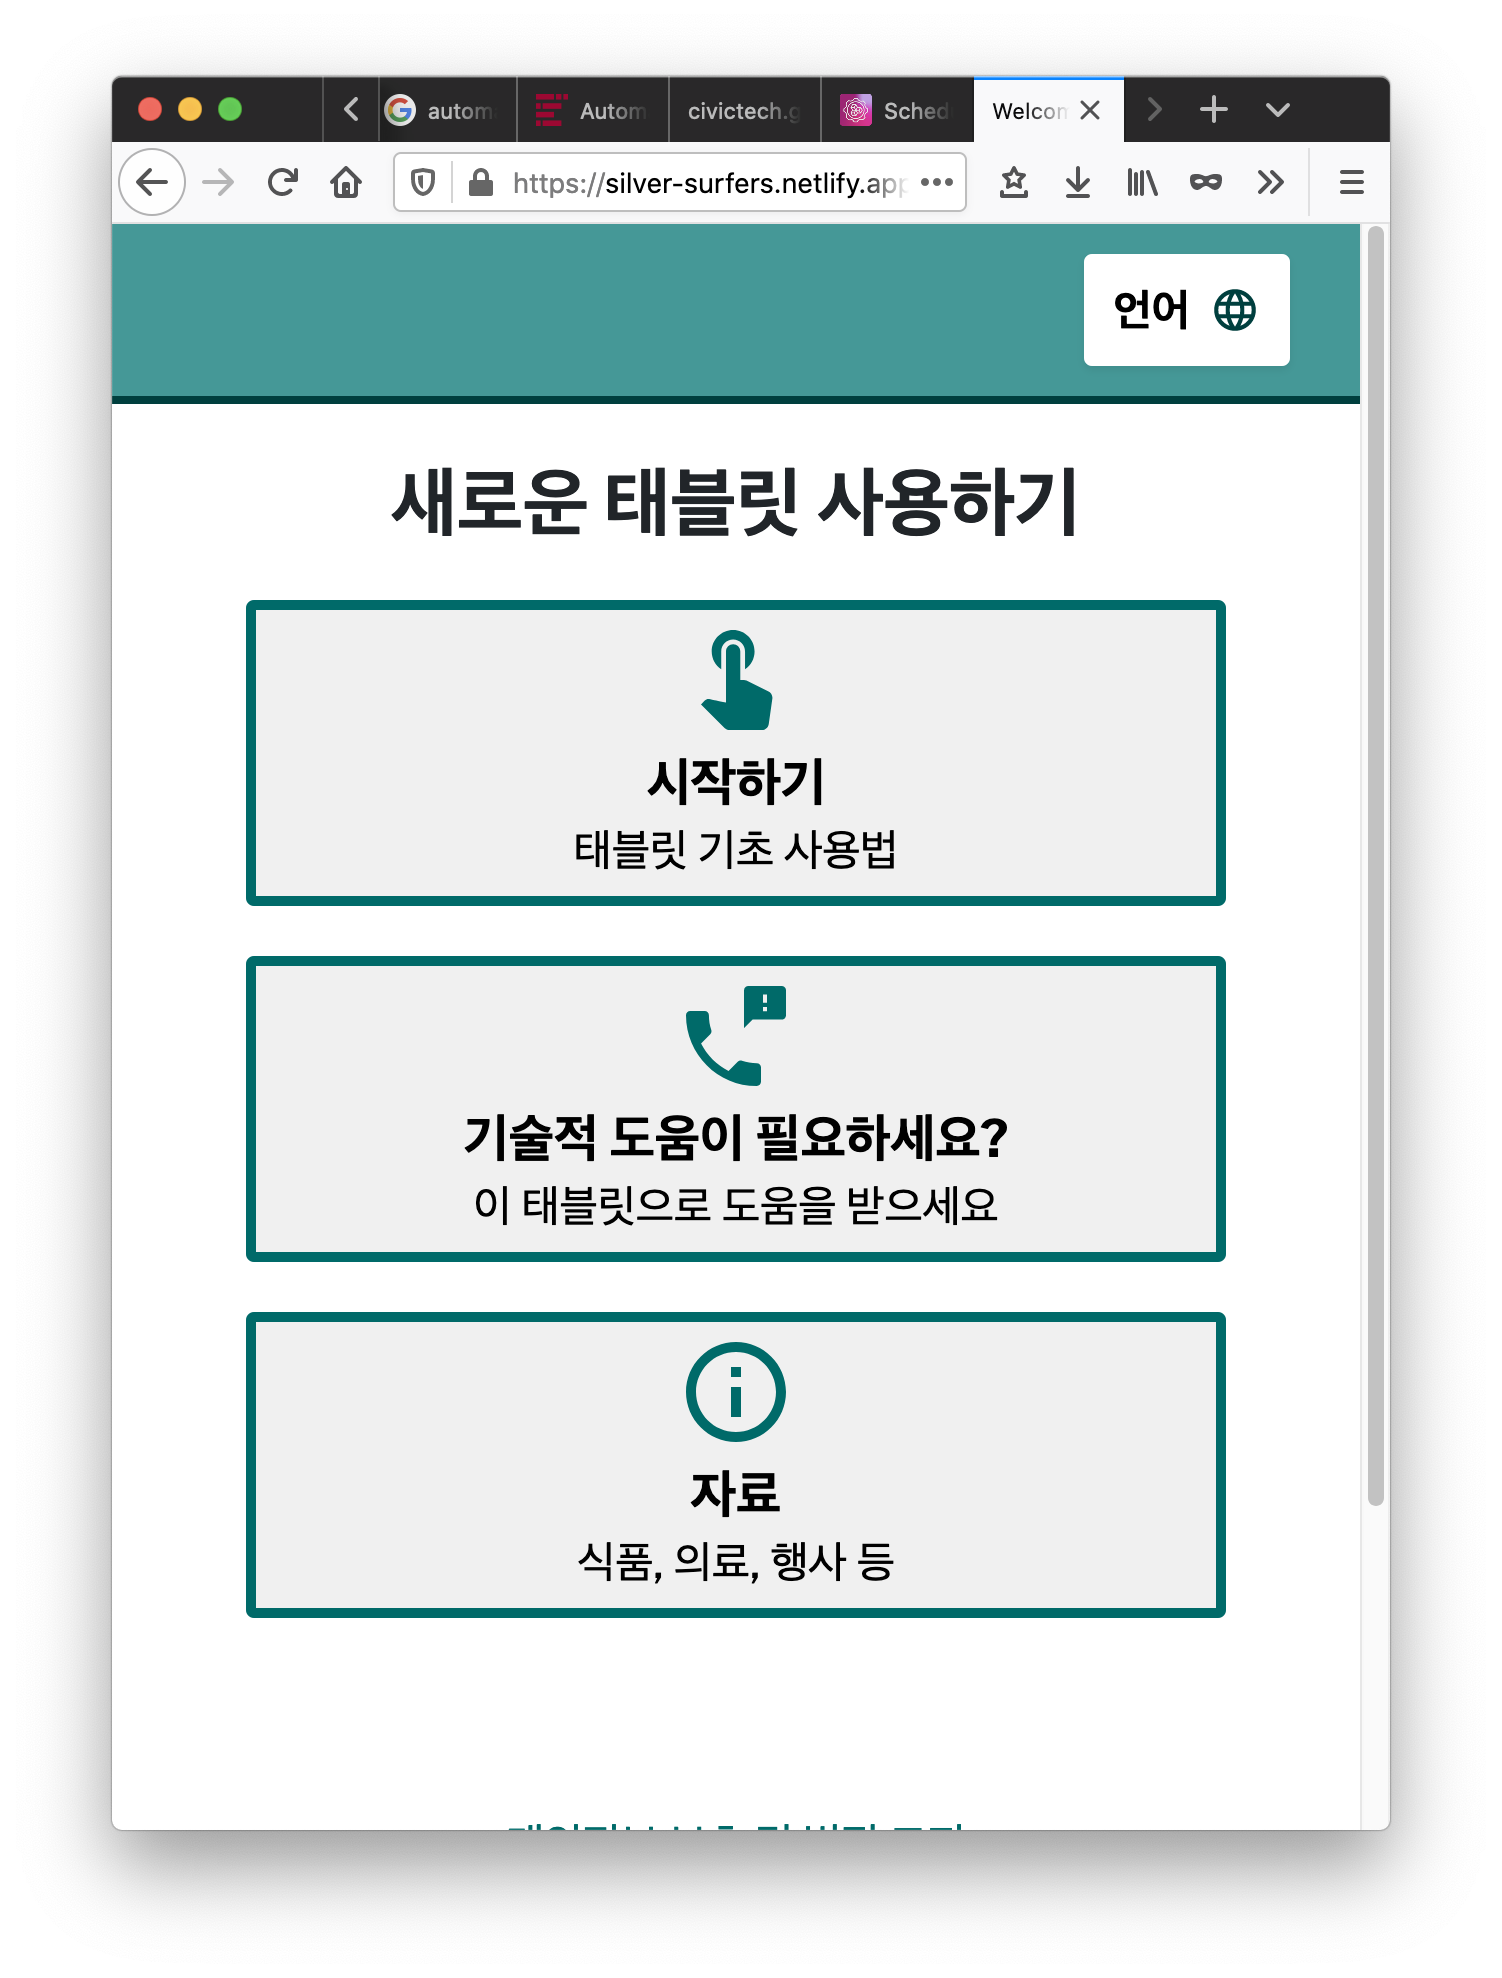 autom
Autom
civictech.g
Sched
Welcom
https://silver-surfers.netlify.app
언어
새로운 태블릿 사용하기
시작하기
태블릿 기초 사용법
기술적 도움이 필요하세요?
이 태블릿으로 도움을 받으세요
자료
식품, 의료, 행사 등